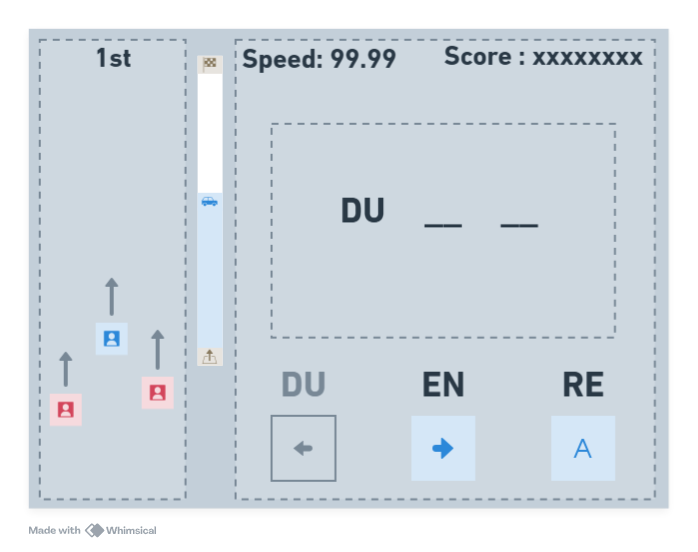 1st
Speed: 99.99
Score : xxxxxxxx
DU __ __
DU EN RE
A
Made with Whimsical